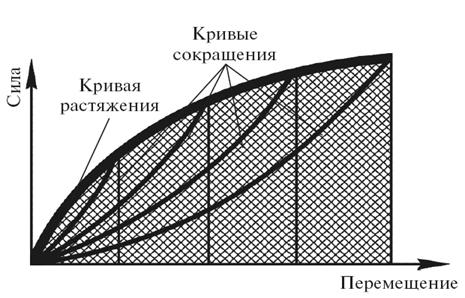 Кривые
сокращения
Кривая
растяжения
Сила
Перемещение